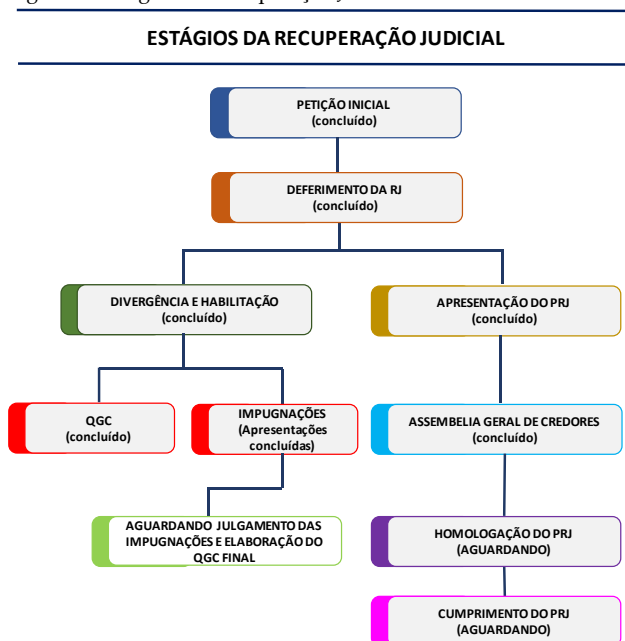 ESTÁGIOS DA RECUPERAÇÃO JUDICIAL
PETIÇÃO INICIAL
(concluído)
DEFERIMENTO DA RJ
(concluído)
DIVERGÊNCIA E HABILITAÇÃO
(concluído)
APRESENTAÇÃO DO PRJ
(concluído)
QGC
(concluído)
IMPUGNAÇÕES
(Apresentações
concluídas)
ASSEMBELIA GERAL DE CREDORES
(concluído)
AGUARDANDO JULGAMENTO DAS
IMPUGNAÇÕES E ELABORAÇÃO DO
QGC FINAL
HOMOLOGAÇÃO DO PRJ
(AGUARDANDO)
CUMPRIMENTO DO PRJ
(AGUARDANDO)